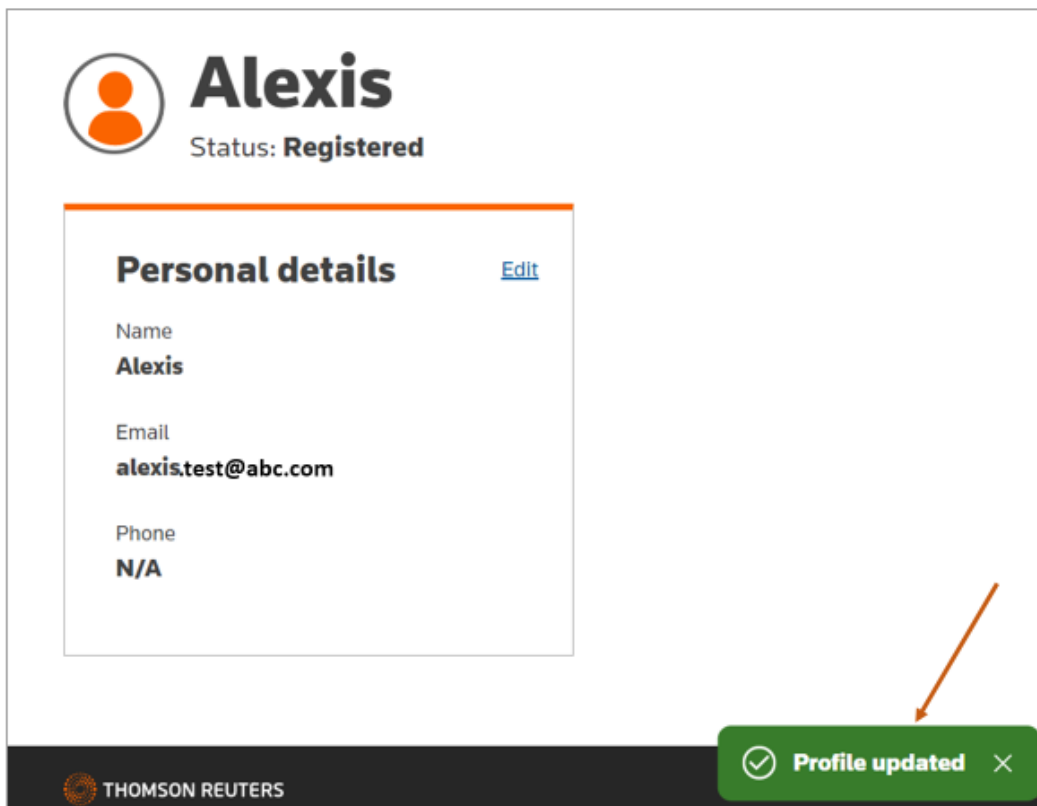 Alexis
Status: Registered
Personal details
Edit
Name
Alexis
Email
alexis.test@abc.com
Phone
N/A
Profile updated
THOMSON REUTERS